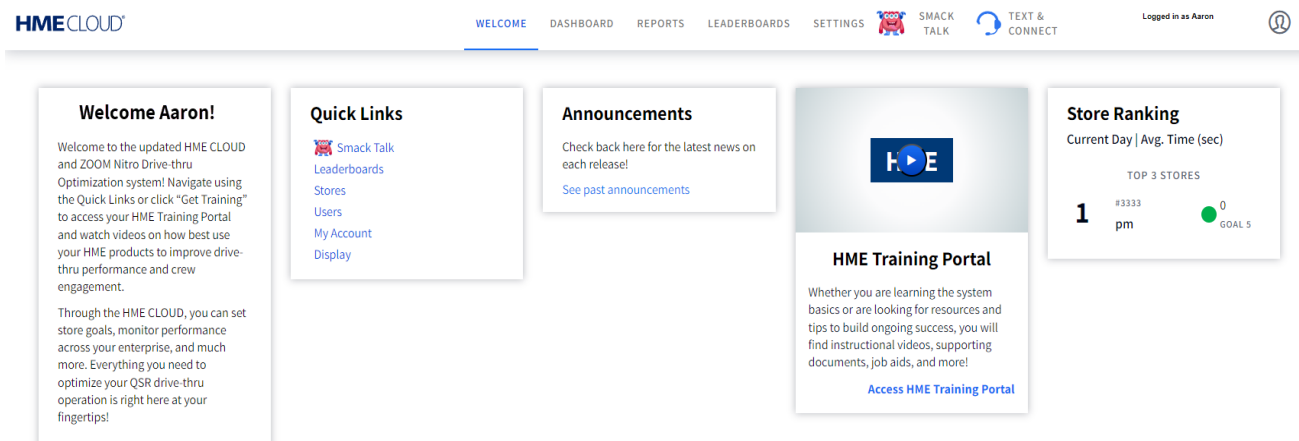 HME CLOUD®
WELCOME
DASHBOARD
REPORTS
LEADERBOARDS
SETTINGS
SMACK
TALK
TEXT &
CONNECT
Logged in as Aaron
Welcome Aaron!
Welcome to the updated HME CLOUD
and ZOOM Nitro Drive-thru
Optimization system! Navigate using
the Quick Links or click “Get Training”
to access your HME Training Portal
and watch videos on how best use
your HME products to improve drive-
thru performance and crew
engagement.
Through the HME CLOUD, you can set
store goals, monitor performance
across your enterprise, and much
more. Everything you need to
optimize your QSR drive-thru
operation is right here at your
fingertips!
Quick Links
Smack Talk
Leaderboards
Stores
Users
My Account
Display
Announcements
Check back here for the latest news on
each release!
See past announcements
HME
HME Training Portal
Whether you are learning the system
basics or are looking for resources and
tips to build ongoing success, you will
find instructional videos, supporting
documents, job aids, and more!
Access HME Training Portal
Store Ranking
Current Day | Avg. Time (sec)
TOP 3 STORES
1
#3333
pm
0
GOAL 5